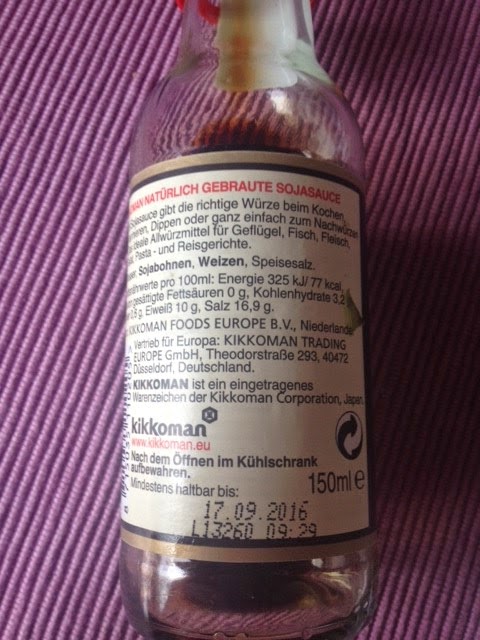 NATÜRLICH GEBRAUTE SOJASAUCE
Sojasauce gibt die richtige Würze beim Kochen,
Dippen oder ganz einfach zum Nachwürzen
ideale Allwürzmittel für Geflügel, Fisch, Fleisch,
Pasta - und Reisgerichte.
Sojabohnen, Weizen, Speisesalz.
pro 100ml: Energie 325 kJ/ 77 kcal,
gesättigte Fettsäuren 0 g, Kohlenhydrate 3,2
g Eiweiß 10 g, Salz 16,9 g.
KIKKOMAN FOODS EUROPE B.V., Niederlande
Vertrieb für Europa: KIKKOMAN TRADING
EUROPE GmbH, Theodorstraße 293, 40472
Düsseldorf, Deutschland.
KIKKOMAN ist ein eingetragenes
Warenzeichen der Kikkoman Corporation, Japan.
kikkoman
www.kikkoman.eu
Nach dem Öffnen im Kühlschrank
aufbewahren.
Mindestens haltbar bis:
150ml e
17.09.2016
L13260 09:29